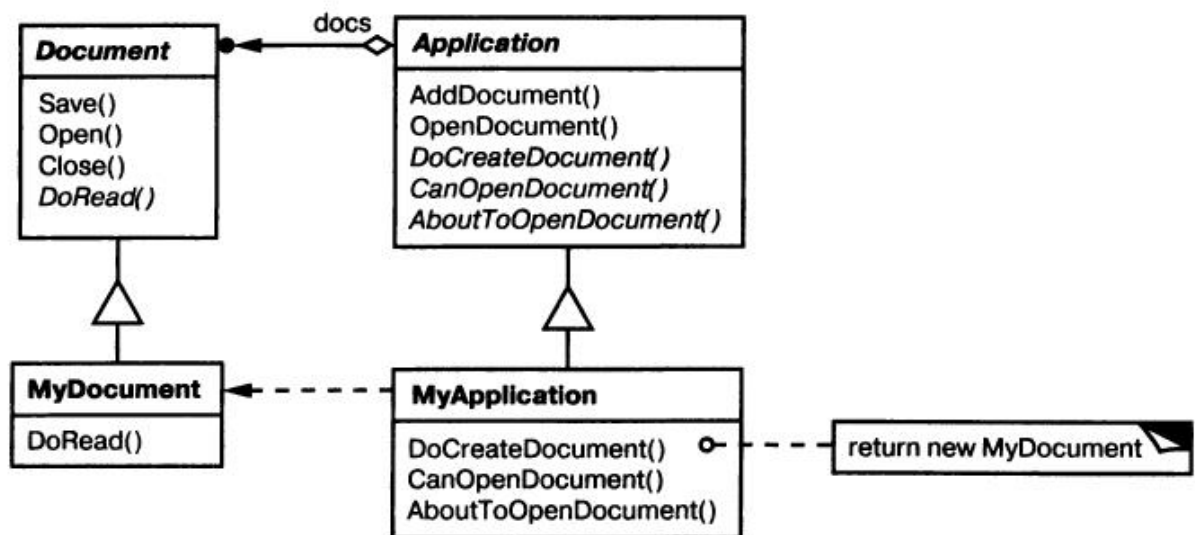 docs
Document
Save()
Open()
Close()
DoRead()
Application
AddDocument()
OpenDocument()
DoCreateDocument()
CanOpenDocument()
AboutToOpenDocument()
MyDocument
DoRead()
MyApplication
DoCreateDocument()
CanOpenDocument()
AboutToOpenDocument()
return new MyDocument